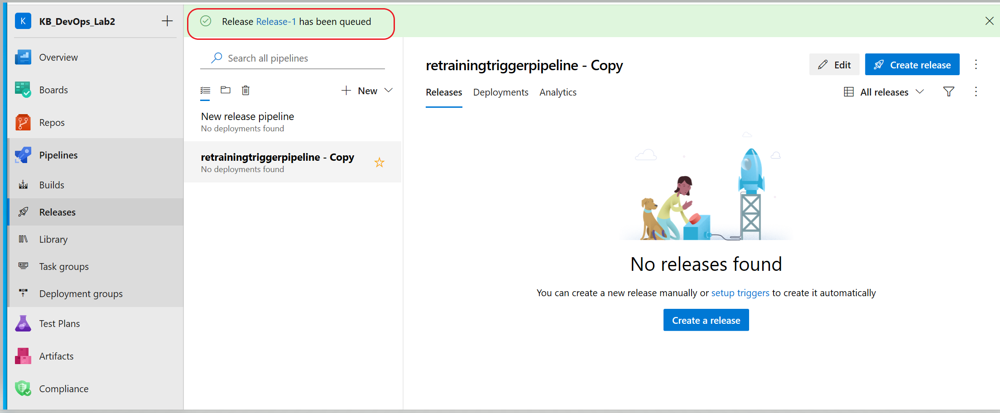 K KB_DevOps_Lab2
Release Release-1 has been queued
Overview
Boards
Repos
Pipelines
Builds
Releases
Library
Task groups
Deployment groups
Test Plans
Artifacts
Compliance
Search all pipelines
New
New release pipeline
No deployments found
retrainingtriggerpipeline - Copy
No deployments found
retrainingtriggerpipeline - Copy
Edit
Create release
Releases Deployments Analytics
All releases
No releases found
You can create a new release manually or setup triggers to create it automatically
Create a release